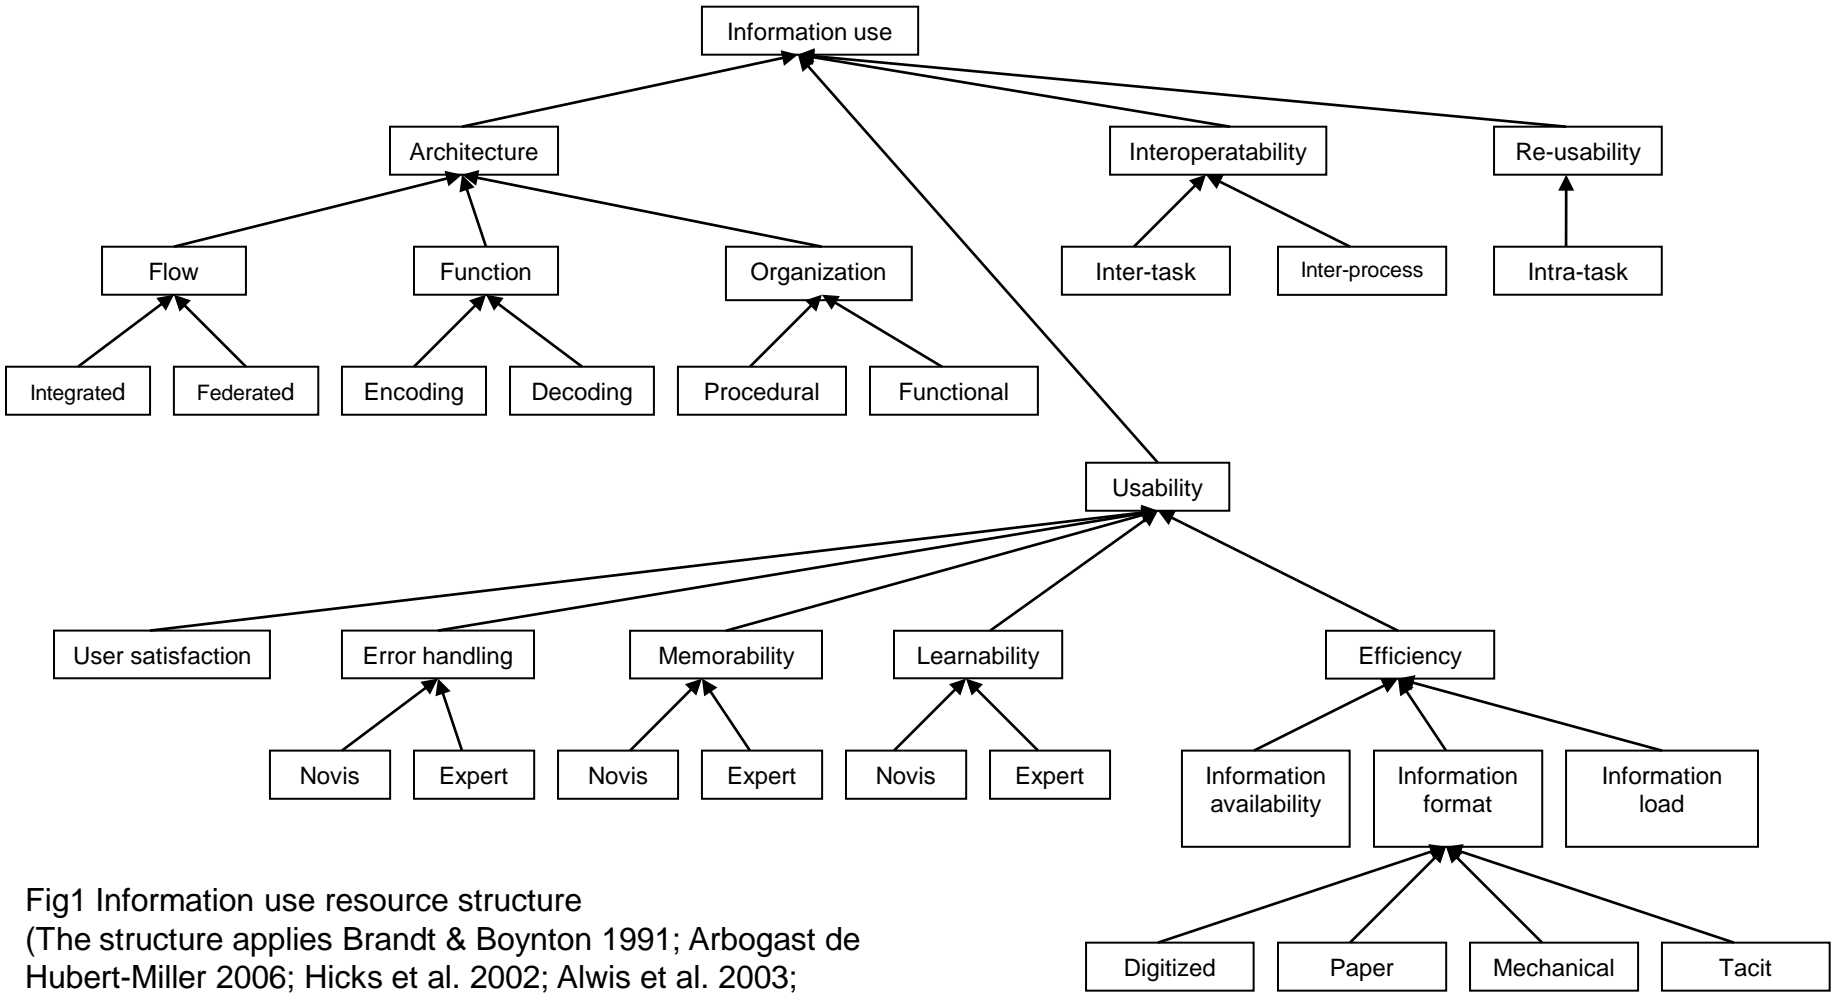 Information use
Architecture
Interoperatability
Re-usability
Flow
Function
Organization
Inter-task
Inter-process
Intra-task
Integrated
Federated
Encoding
Decoding
Procedural
Functional
Usability
User satisfaction
Error handling
Memorability
Learnability
Efficiency
Novis
Expert
Novis
Expert
Novis
Expert
Information
availability
Information
format
Information
load
Digitized
Paper
Mechanical
Tacit
Fig1 Information use resource structure
(The structure applies Brandt & Boynton 1991; Arbogast de
Hubert-Miller 2006; Hicks et al. 2002; Alwis et al. 2003;